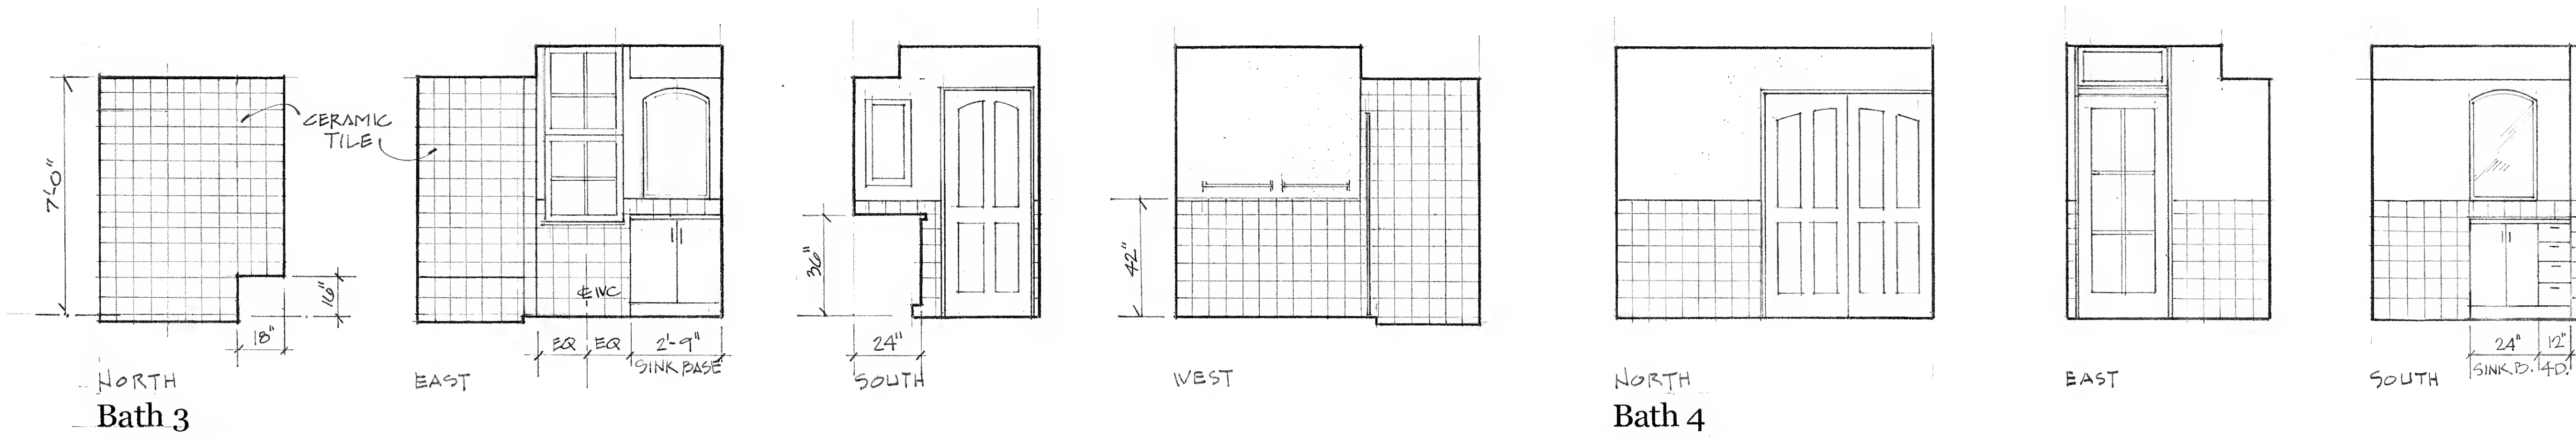 7'-0"
CERAMIC
TILE
16"
18"
NORTH
Bath 3
℄ WC
EQ
EQ
2'-9"
SINK BASE
EAST
36"
24"
SOUTH
42"
WEST
NORTH
Bath 4
EAST
24"
12"
SINK B.
4D.
SOUTH